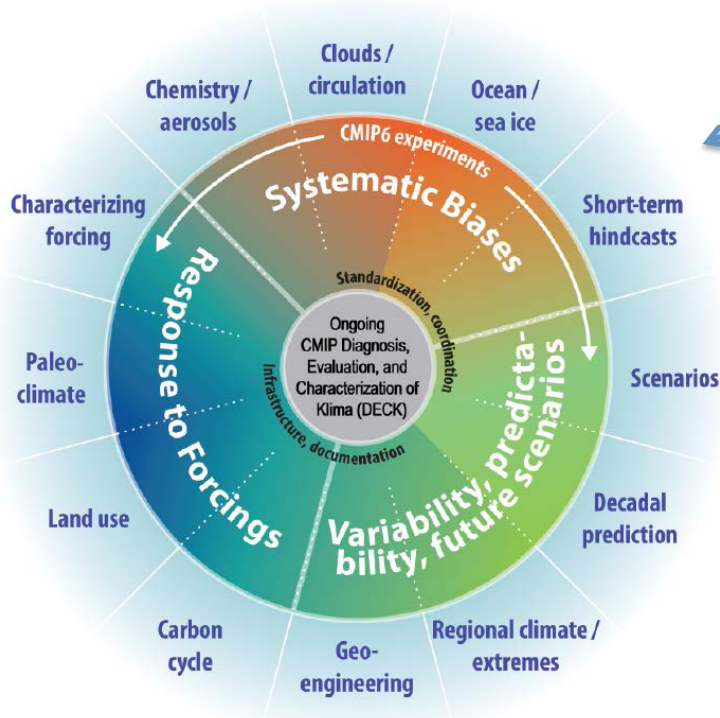 Clouds /
circulation
Ocean /
sea ice
Short-term
hindcasts
Scenarios
Decadal
prediction
Regional climate /
extremes
Geo-
engineering
Carbon
cycle
Land use
Paleo-
climate
Characterizing
forcing
Chemistry /
aerosols
CMIP6 experiments
Systematic Biases
Variability, predicta-
bility, future scenarios
Response to Forcings
Standardization, coordination
Infrastructure, documentation
Ongoing
CMIP Diagnosis,
Evaluation, and
Characterization of
Klima (DECK)